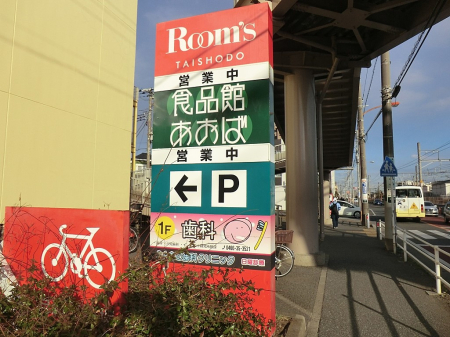 Room's
TAISHODO
営業中
食品館
あおば
営業中
← P
1F 歯科